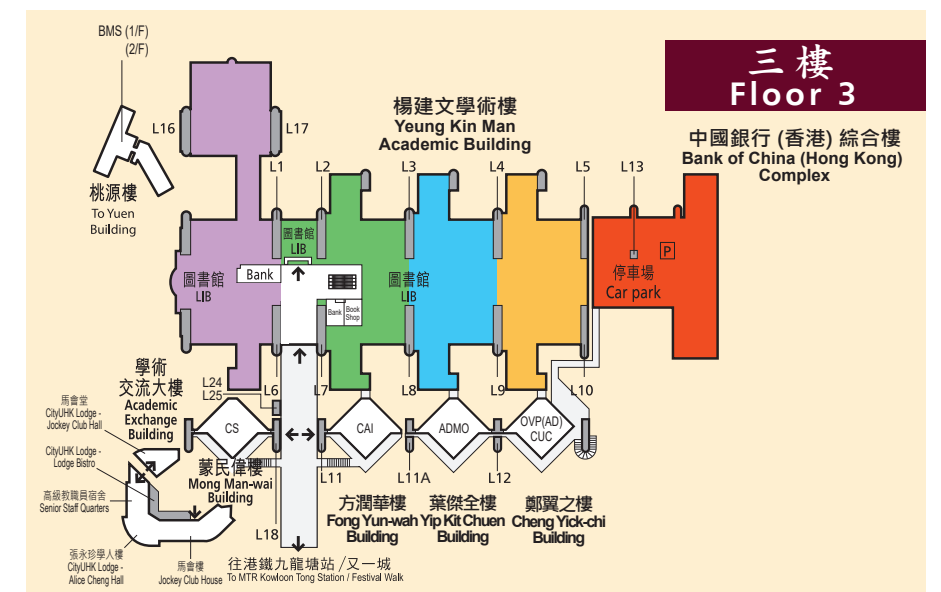 BMS (1/F)
(2/F)
三樓
Floor 3
L16
L17
楊建文學術樓
Yeung Kin Man
Academic Building
中國銀行 (香港) 綜合樓
Bank of China (Hong Kong)
Complex
桃源樓
To Yuen
Building
L1
L2
L3
L4
L5
L13
圖書館
LIB
P
Bank
圖書館
LIB
圖書館
LIB
停車場
Car park
Bank
Book
Shop
學術
交流大樓
Academic
Exchange
Building
L24
L25
L6
L7
L8
L9
L10
馬會堂
CityUHK Lodge -
Jockey Club Hall
CS
CAI
ADMO
OVP(AD)
CUC
CityUHK Lodge -
Lodge Bistro
蒙民偉樓
Mong Man-wai
Building
L11
L11A
L12
高級教職員宿舍
Senior Staff Quarters
方潤華樓
Fong Yun-wah
Building
葉傑全樓
Yip Kit Chuen
Building
鄭翼之樓
Cheng Yick-chi
Building
L18
張永珍學人樓
CityUHK Lodge -
Alice Cheng Hall
馬會樓
Jockey Club House
往港鐵九龍塘站 /又一城
To MTR Kowloon Tong Station / Festival Walk